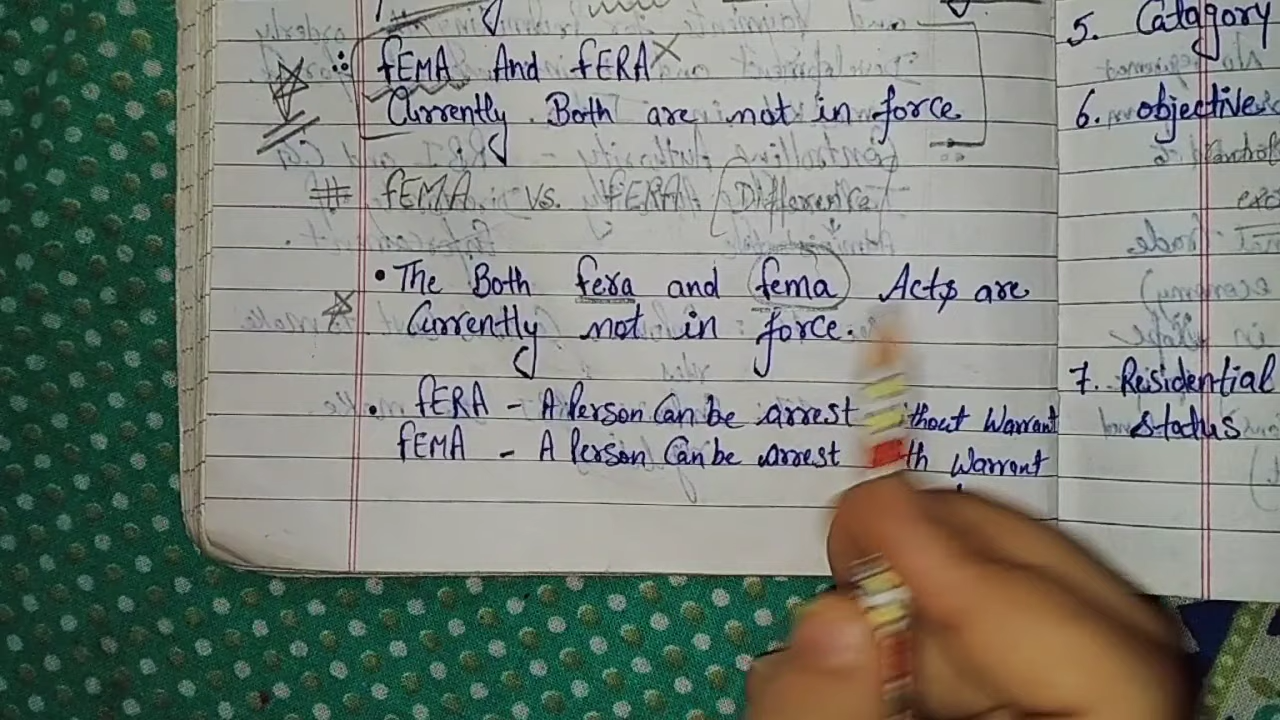 FEMA And FERA
Currently Both are not in force
# FEMA VS. FERA (Difference)
• The Both fera and fema Acts are
Currently not in force.
• FERA - A Person Can be arrest ithout Warrant
FEMA - A Person Can be arrest th Warrant
5. Catagory
6. objective
7. Residential
status